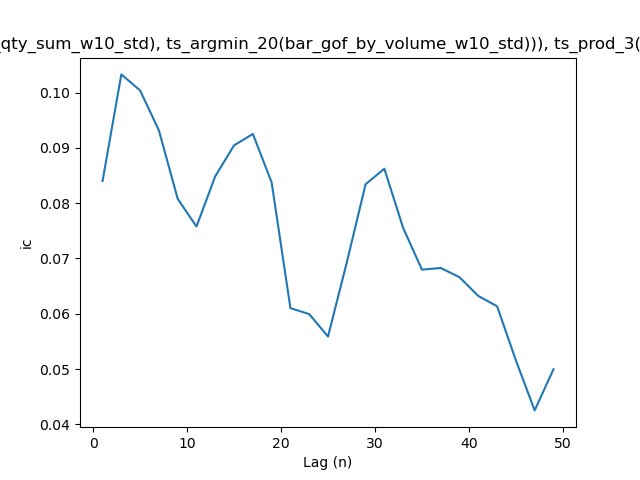 _qty_sum_w10_std), ts_argmin_20(bar_gof_by_volume_w10_std))), ts_prod_3(
0.10
0.09
0.08
0.07
0.06
0.05
0.04
ic
0 10 20 30 40 50
Lag (n)